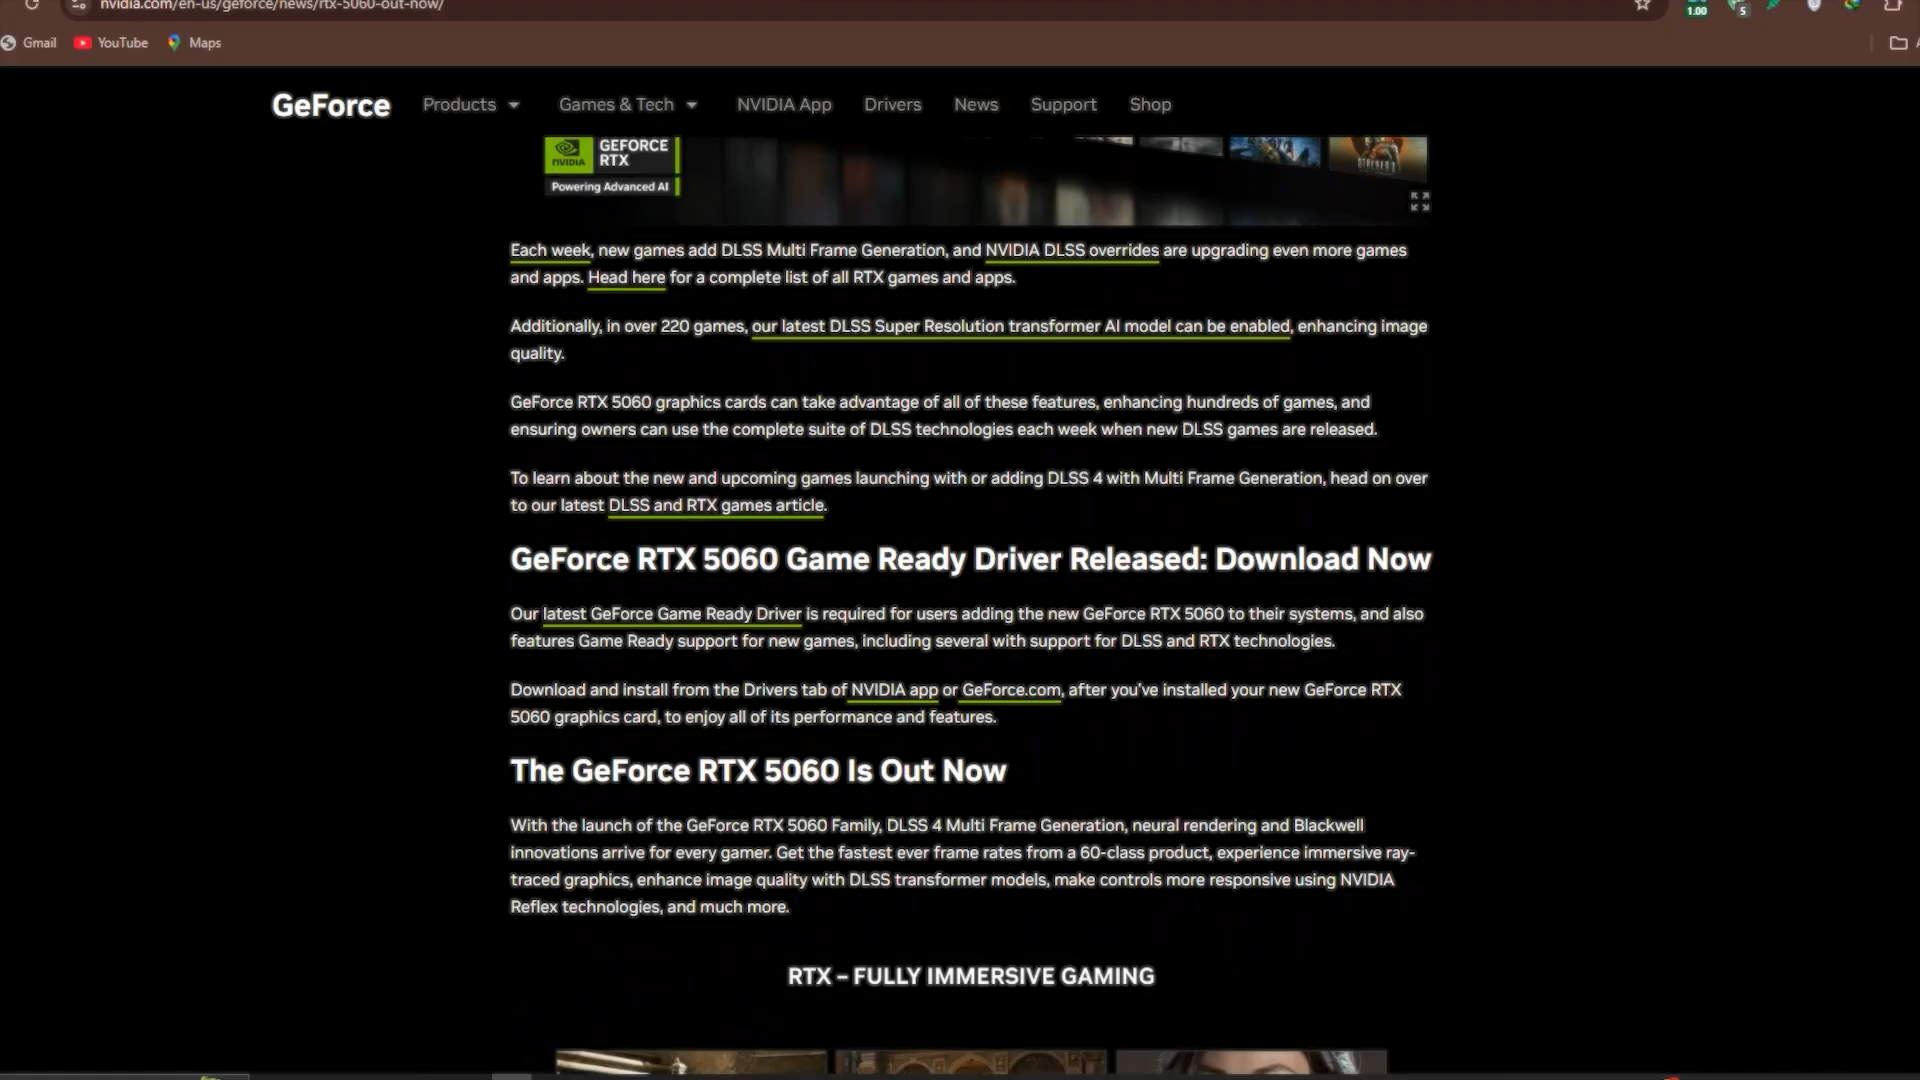 nvidia.com/en-us/geforce/news/rtx-5060-out-now/
1.00
5
Gmail YouTube Maps
GeForce Products Games & Tech NVIDIA App Drivers News Support Shop
NVIDIA GEFORCE
RTX
Powering Advanced AI
Each week, new games add DLSS Multi Frame Generation, and NVIDIA DLSS overrides are upgrading even more games
and apps. Head here for a complete list of all RTX games and apps.
Additionally, in over 220 games, our latest DLSS Super Resolution transformer AI model can be enabled, enhancing image
quality.
GeForce RTX 5060 graphics cards can take advantage of all of these features, enhancing hundreds of games, and
ensuring owners can use the complete suite of DLSS technologies each week when new DLSS games are released.
To learn about the new and upcoming games launching with or adding DLSS 4 with Multi Frame Generation, head on over
to our latest DLSS and RTX games article.
GeForce RTX 5060 Game Ready Driver Released: Download Now
Our latest GeForce Game Ready Driver is required for users adding the new GeForce RTX 5060 to their systems, and also
features Game Ready support for new games, including several with support for DLSS and RTX technologies.
Download and install from the Drivers tab of NVIDIA app or GeForce.com, after you've installed your new GeForce RTX
5060 graphics card, to enjoy all of its performance and features.
The GeForce RTX 5060 Is Out Now
With the launch of the GeForce RTX 5060 Family, DLSS 4 Multi Frame Generation, neural rendering and Blackwell
innovations arrive for every gamer. Get the fastest ever frame rates from a 60-class product, experience immersive ray-
traced graphics, enhance image quality with DLSS transformer models, make controls more responsive using NVIDIA
Reflex technologies, and much more.
RTX – FULLY IMMERSIVE GAMING